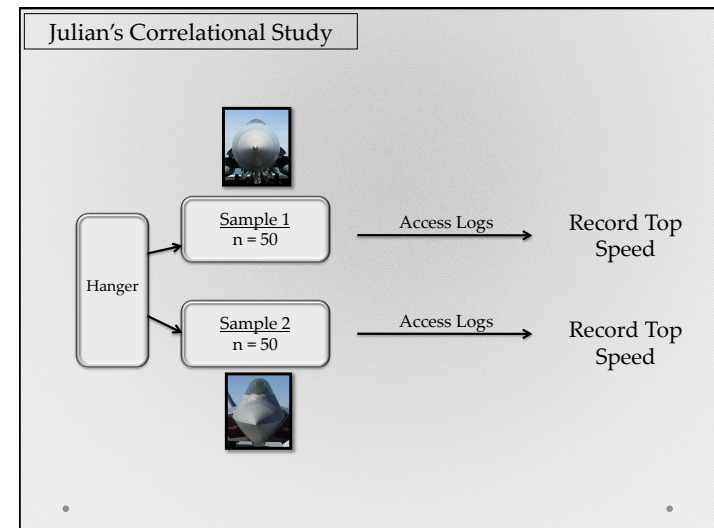 Julian’s Correlational Study
Sample 1
n = 50
Access Logs
Record Top
Speed
Hanger
Sample 2
n = 50
Access Logs
Record Top
Speed